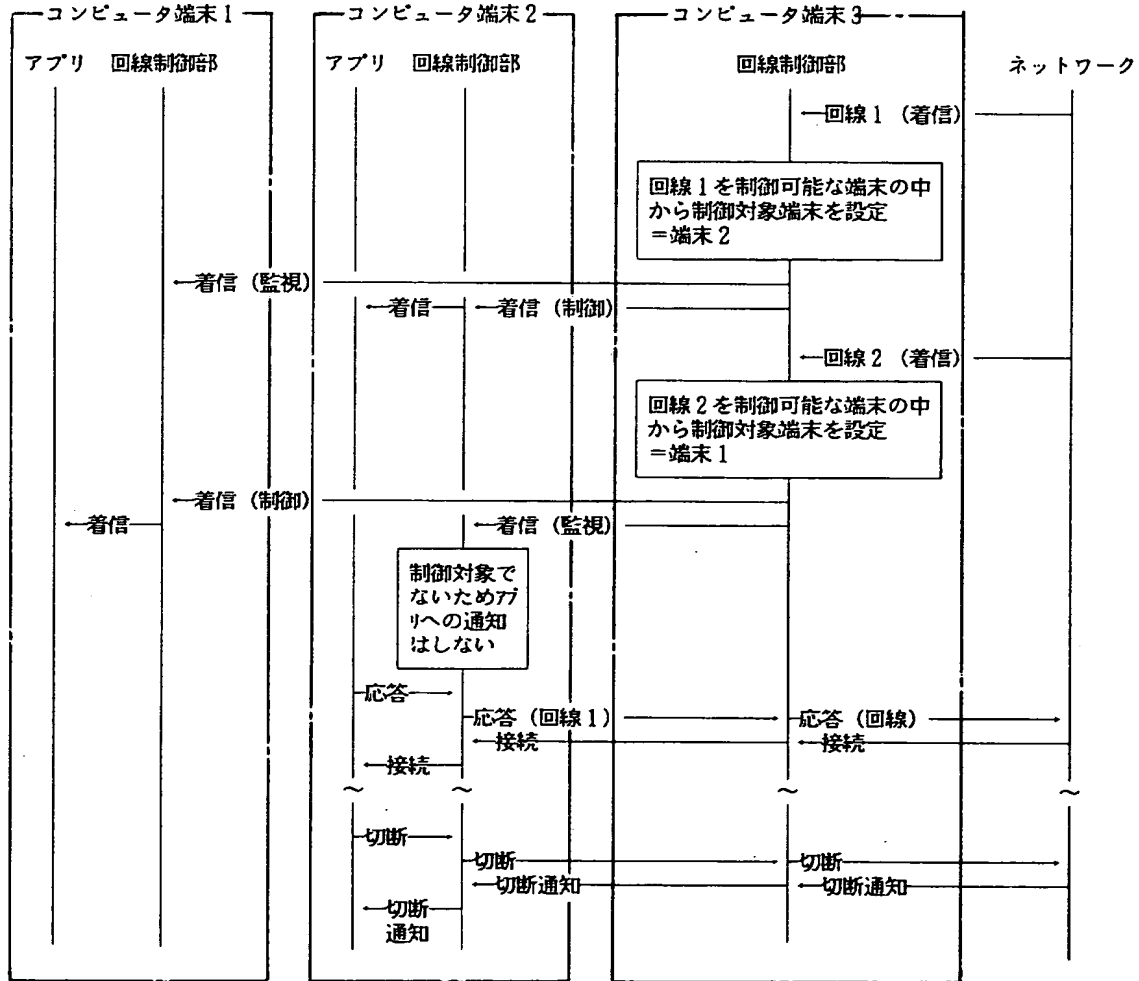 コンピュータ端末1
コンピュータ端末2
コンピュータ端末3
アプリ 回線制御部
アプリ 回線制御部
回線制御部
ネットワーク
回線1(着信)
回線1を制御可能な端末の中
から制御対象端末を設定
=端末2
着信(監視)
着信
着信(制御)
回線2(着信)
回線2を制御可能な端末の中
から制御対象端末を設定
=端末1
着信(制御)
着信
着信(監視)
制御対象で
ないためアプ
リへの通知
はしない
応答
応答(回線1)
応答(回線)
接続
接続
接続
~ ~ ~ ~
切断
切断
切断
切断通知
切断通知
切断
通知